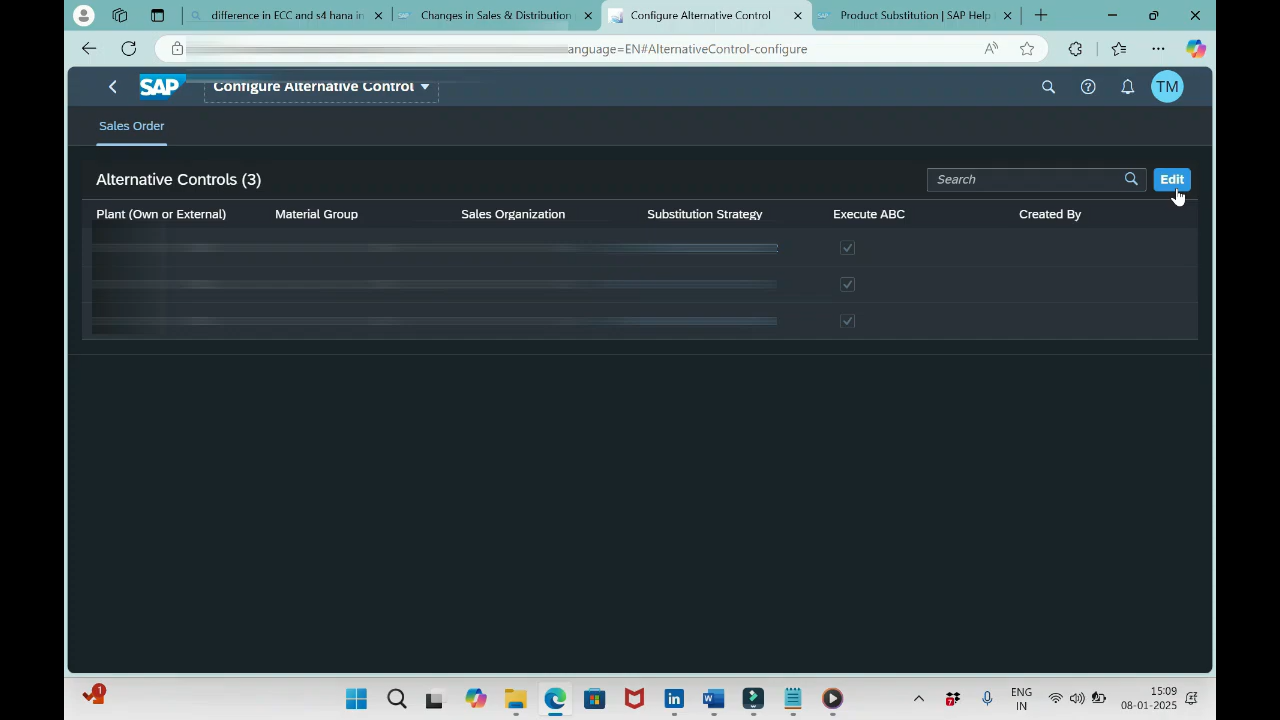 difference in ECC and s4 hana in
Changes in Sales & Distribution
Configure Alternative Control
Product Substitution | SAP Help
anguage=EN#AlternativeControl-configure
SAP
Configure Alternative Control
TM
Sales Order
Alternative Controls (3)
Search
Edit
Plant (Own or External)
Material Group
Sales Organization
Substitution Strategy
Execute ABC
Created By
1
ENG
IN
15:09
08-01-2025